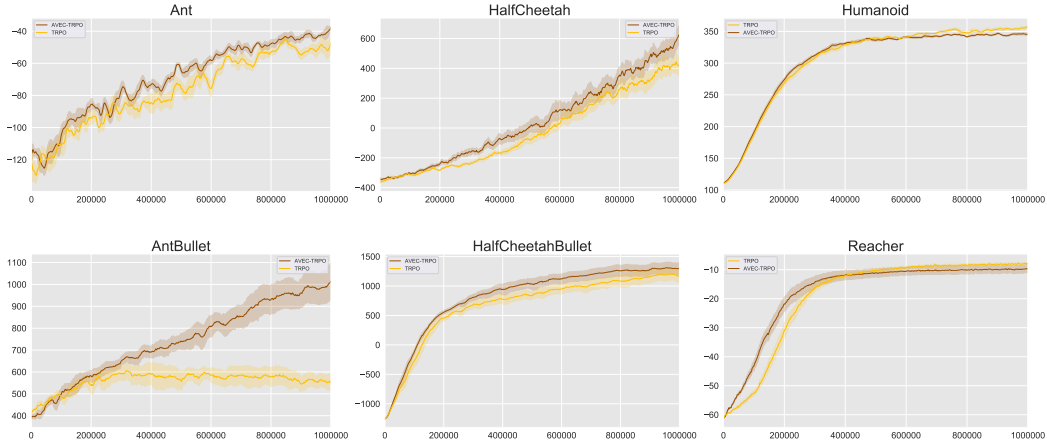 Ant
AVEC-TRPO
TRPO
−40
−60
−80
−100
−120
0 200000 400000 600000 800000 1000000
HalfCheetah
AVEC-TRPO
TRPO
600
400
200
0
−200
−400
0 200000 400000 600000 800000 1000000
Humanoid
TRPO
AVEC-TRPO
350
300
250
200
150
100
0 200000 400000 600000 800000 1000000
AntBullet
AVEC-TRPO
TRPO
1100
1000
900
800
700
600
500
400
0 200000 400000 600000 800000 1000000
HalfCheetahBullet
AVEC-TRPO
TRPO
1500
1000
500
0
−500
−1000
0 200000 400000 600000 800000 1000000
Reacher
TRPO
AVEC-TRPO
−10
−20
−30
−40
−50
−60
0 200000 400000 600000 800000 1000000